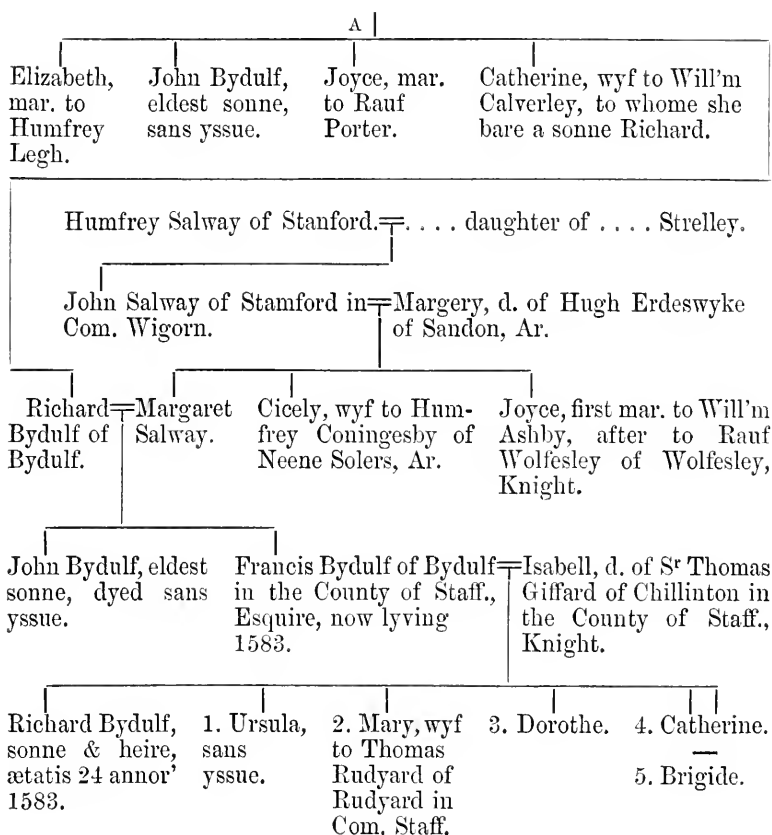 A
Elizabeth,
mar. to
Humfrey
Legh.
John Bydulf,
eldest sonne,
sans yssue.
Joyce, mar.
to Rauf
Porter.
Catherine, wyf to Will'm
Calverley, to whome she
bare a sonne Richard.
Humfrey Salway of Stanford.=. . . . daughter of . . . . Strelley.
John Salway of Stamford in
Com. Wigorn.
=Margery, d. of Hugh Erdeswyke
of Sandon, Ar.
Richard
Bydulf of
Bydulf.
=Margaret
Salway.
Cicely, wyf to Hum-
frey Coningesby of
Neene Solers, Ar.
Joyce, first mar. to Will'm
Ashby, after to Rauf
Wolfesley of Wolfesley,
Knight.
John Bydulf, eldest
sonne, dyed sans
yssue.
Francis Bydulf of Bydulf
in the County of Staff.,
Esquire, now lyving
1583.
=Isabell, d. of Sʳ Thomas
Giffard of Chillinton in
the County of Staff.,
Knight.
Richard Bydulf,
sonne & heire,
ætatis 24 annor'
1583.
1. Ursula,
sans
yssue.
2. Mary, wyf
to Thomas
Rudyard of
Rudyard in
Com. Staff.
3. Dorothe.
4. Catherine.
—
5. Brigide.